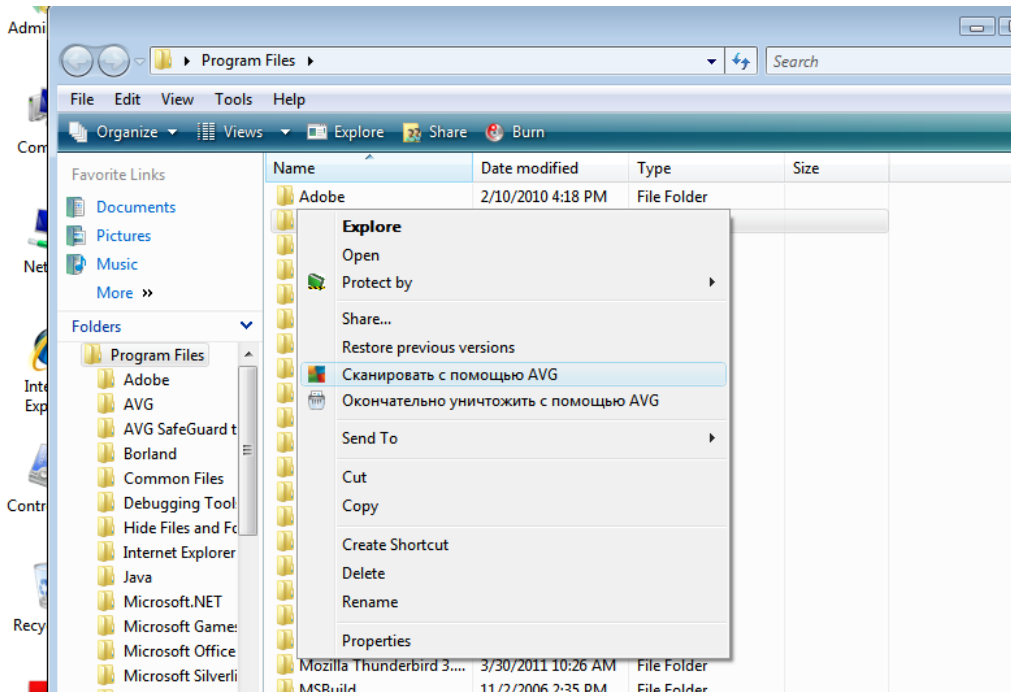 Admi
Program Files
Search
File Edit View Tools Help
Organize Views Explore Share Burn
Com
Favorite Links
Name Date modified Type Size
Adobe 2/10/2010 4:18 PM File Folder
Documents
Pictures
Music
More »
Net
Folders
Program Files
Adobe
AVG
AVG SafeGuard t
Borland
Common Files
Debugging Tool
Hide Files and Fo
Internet Explorer
Java
Microsoft.NET
Microsoft Games
Microsoft Office
Microsoft Silverli
Inte
Exp
Contr
Recy
Explore
Open
Protect by
Share...
Restore previous versions
Сканировать с помощью AVG
Окончательно уничтожить с помощью AVG
Send To
Cut
Copy
Create Shortcut
Delete
Rename
Properties
Mozilla Thunderbird 3.... 3/30/2011 10:26 AM File Folder
MSBuild 11/2/2006 2:35 PM File Folder